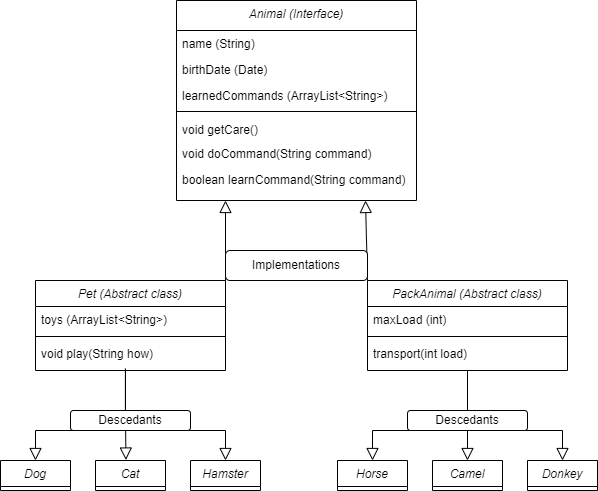 Animal (Interface)
name (String)
birthDate (Date)
learnedCommands (ArrayList<String>)
void getCare()
void doCommand(String command)
boolean learnCommand(String command)
Implementations
Pet (Abstract class)
toys (ArrayList<String>)
void play(String how)
PackAnimal (Abstract class)
maxLoad (int)
transport(int load)
Descedants
Descedants
Dog
Cat
Hamster
Horse
Camel
Donkey